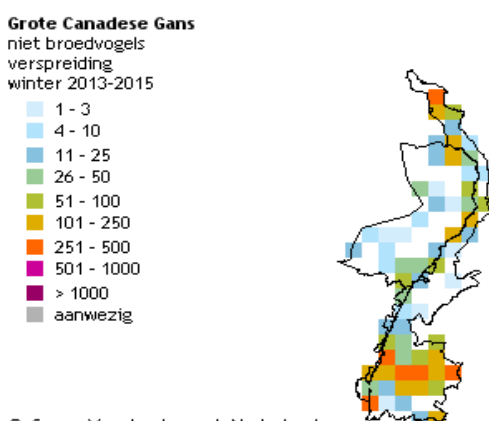 Grote Canadese Gans
niet broedvogels
verspreiding
winter 2013-2015
1 - 3
4 - 10
11 - 25
26 - 50
51 - 100
101 - 250
251 - 500
501 - 1000
> 1000
aanwezig